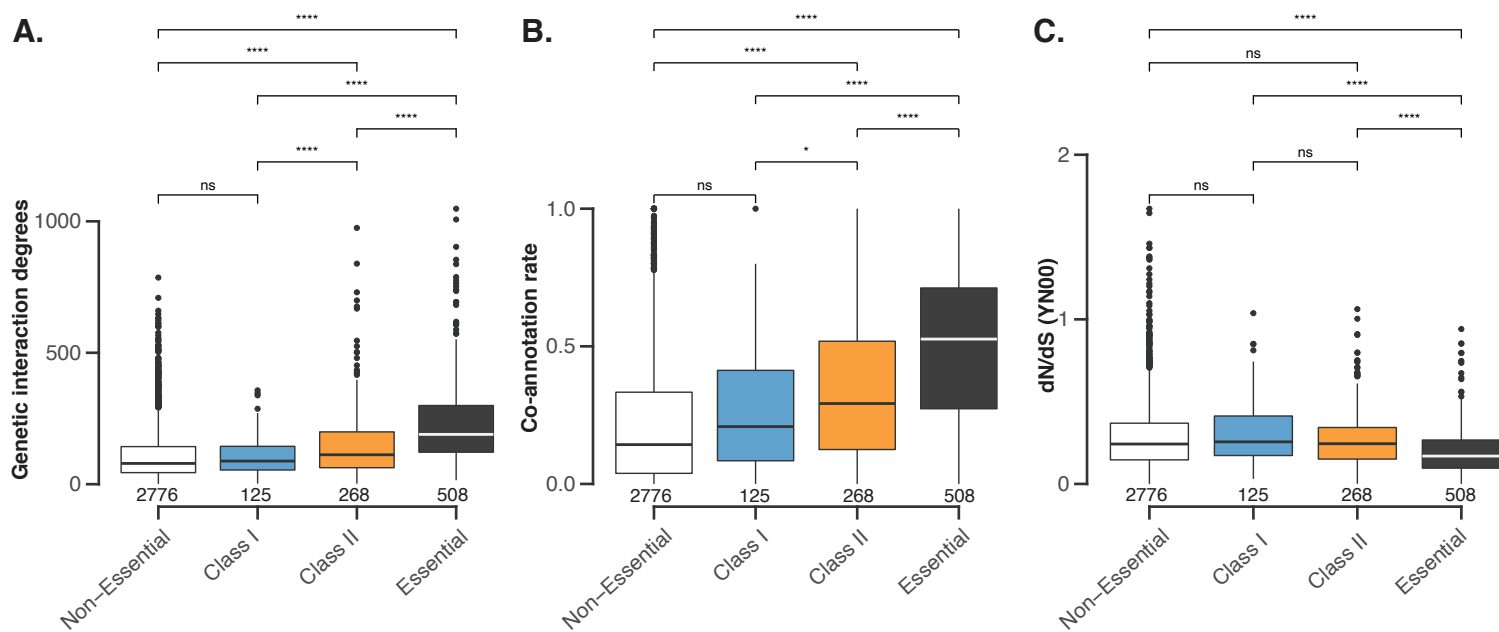 A.
****
****
****
****
****
ns
Genetic interaction degrees
1000
500
0
2776 125 268 508
Non−Essential Class I Class II Essential
B.
****
****
****
****
*
ns
Co-annotation rate
1.0
0.5
0.0
2776 125 268 508
Non−Essential Class I Class II Essential
C.
****
ns
****
****
ns
ns
dN/dS (YN00)
2
1
0
2776 125 268 508
Non−Essential Class I Class II Essential